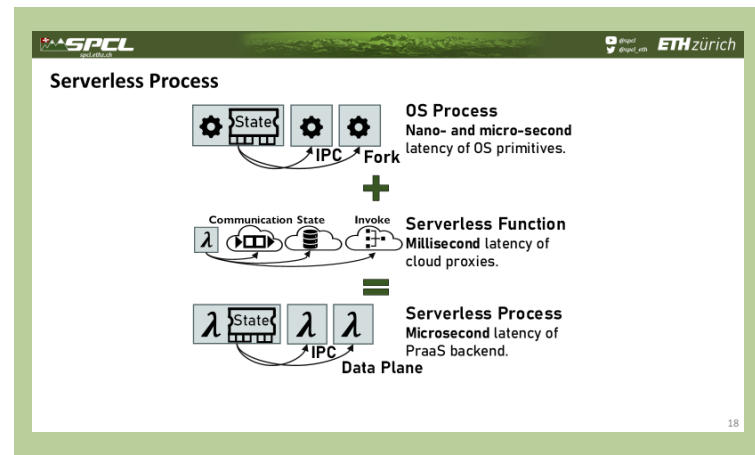 SPCL
spcl.ethz.ch
@spcl
@spcl_eth
ETH zürich
Serverless Process
State
IPC
Fork
OS Process
Nano- and micro-second
latency of OS primitives.
+
Communication State Invoke
λ
Serverless Function
Millisecond latency of
cloud proxies.
=
λ State λ λ
IPC
Data Plane
Serverless Process
Microsecond latency of
PraaS backend.
18